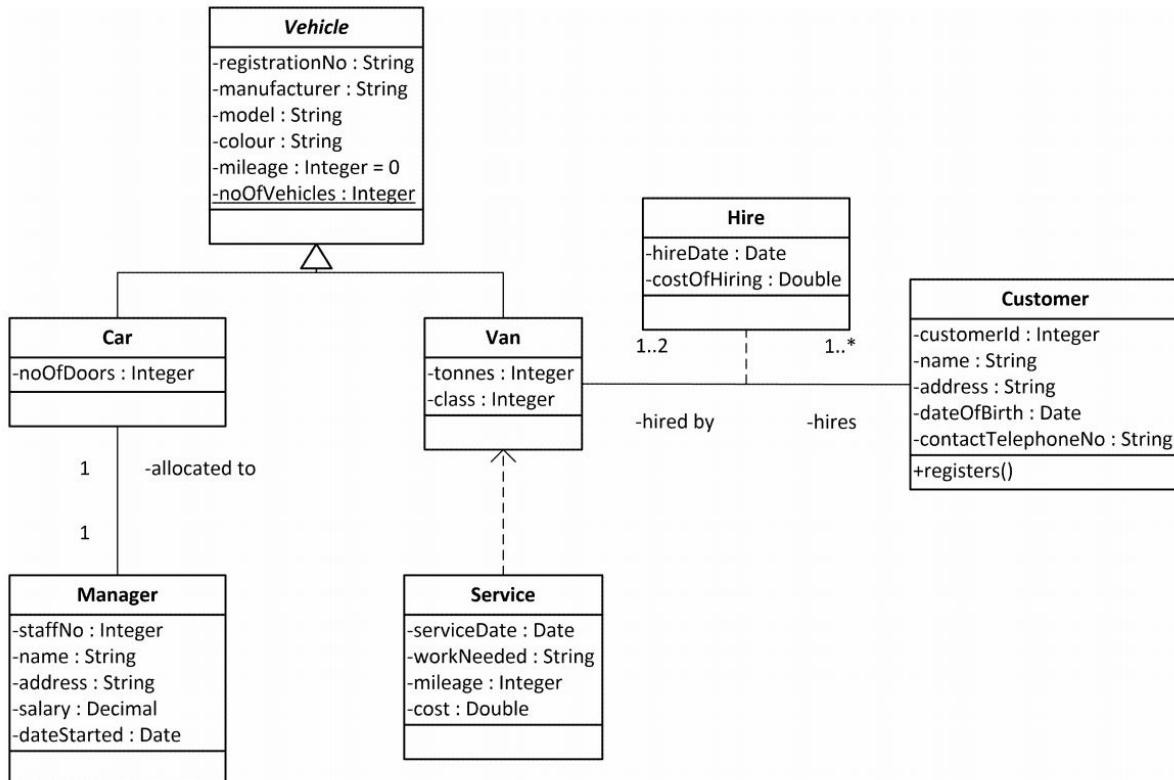 Vehicle
-registrationNo : String
-manufacturer : String
-model : String
-colour : String
-mileage : Integer = 0
-noOfVehicles : Integer
Hire
-hireDate : Date
-costOfHiring : Double
Car
-noOfDoors : Integer
Van
-tonnes : Integer
-class : Integer
1..2
1..*
-hired by
-hires
Customer
-customerId : Integer
-name : String
-address : String
-dateOfBirth : Date
-contactTelephoneNo : String
+registers()
1
-allocated to
1
Manager
-staffNo : Integer
-name : String
-address : String
-salary : Decimal
-dateStarted : Date
Service
-serviceDate : Date
-workNeeded : String
-mileage : Integer
-cost : Double